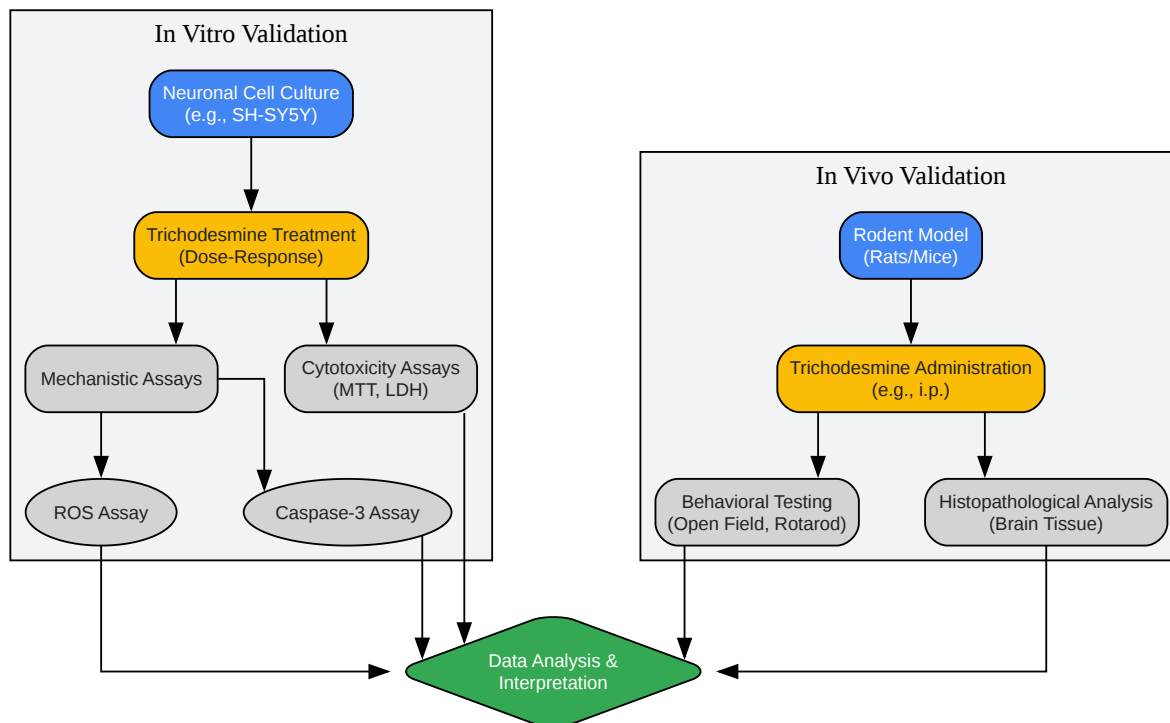 In Vitro Validation
Neuronal Cell Culture
(e.g., SH-SY5Y)
Trichodesmine Treatment
(Dose-Response)
Mechanistic Assays
Cytotoxicity Assays
(MTT, LDH)
ROS Assay
Caspase-3 Assay
In Vivo Validation
Rodent Model
(Rats/Mice)
Trichodesmine Administration
(e.g., i.p.)
Behavioral Testing
(Open Field, Rotarod)
Histopathological Analysis
(Brain Tissue)
Data Analysis &
Interpretation